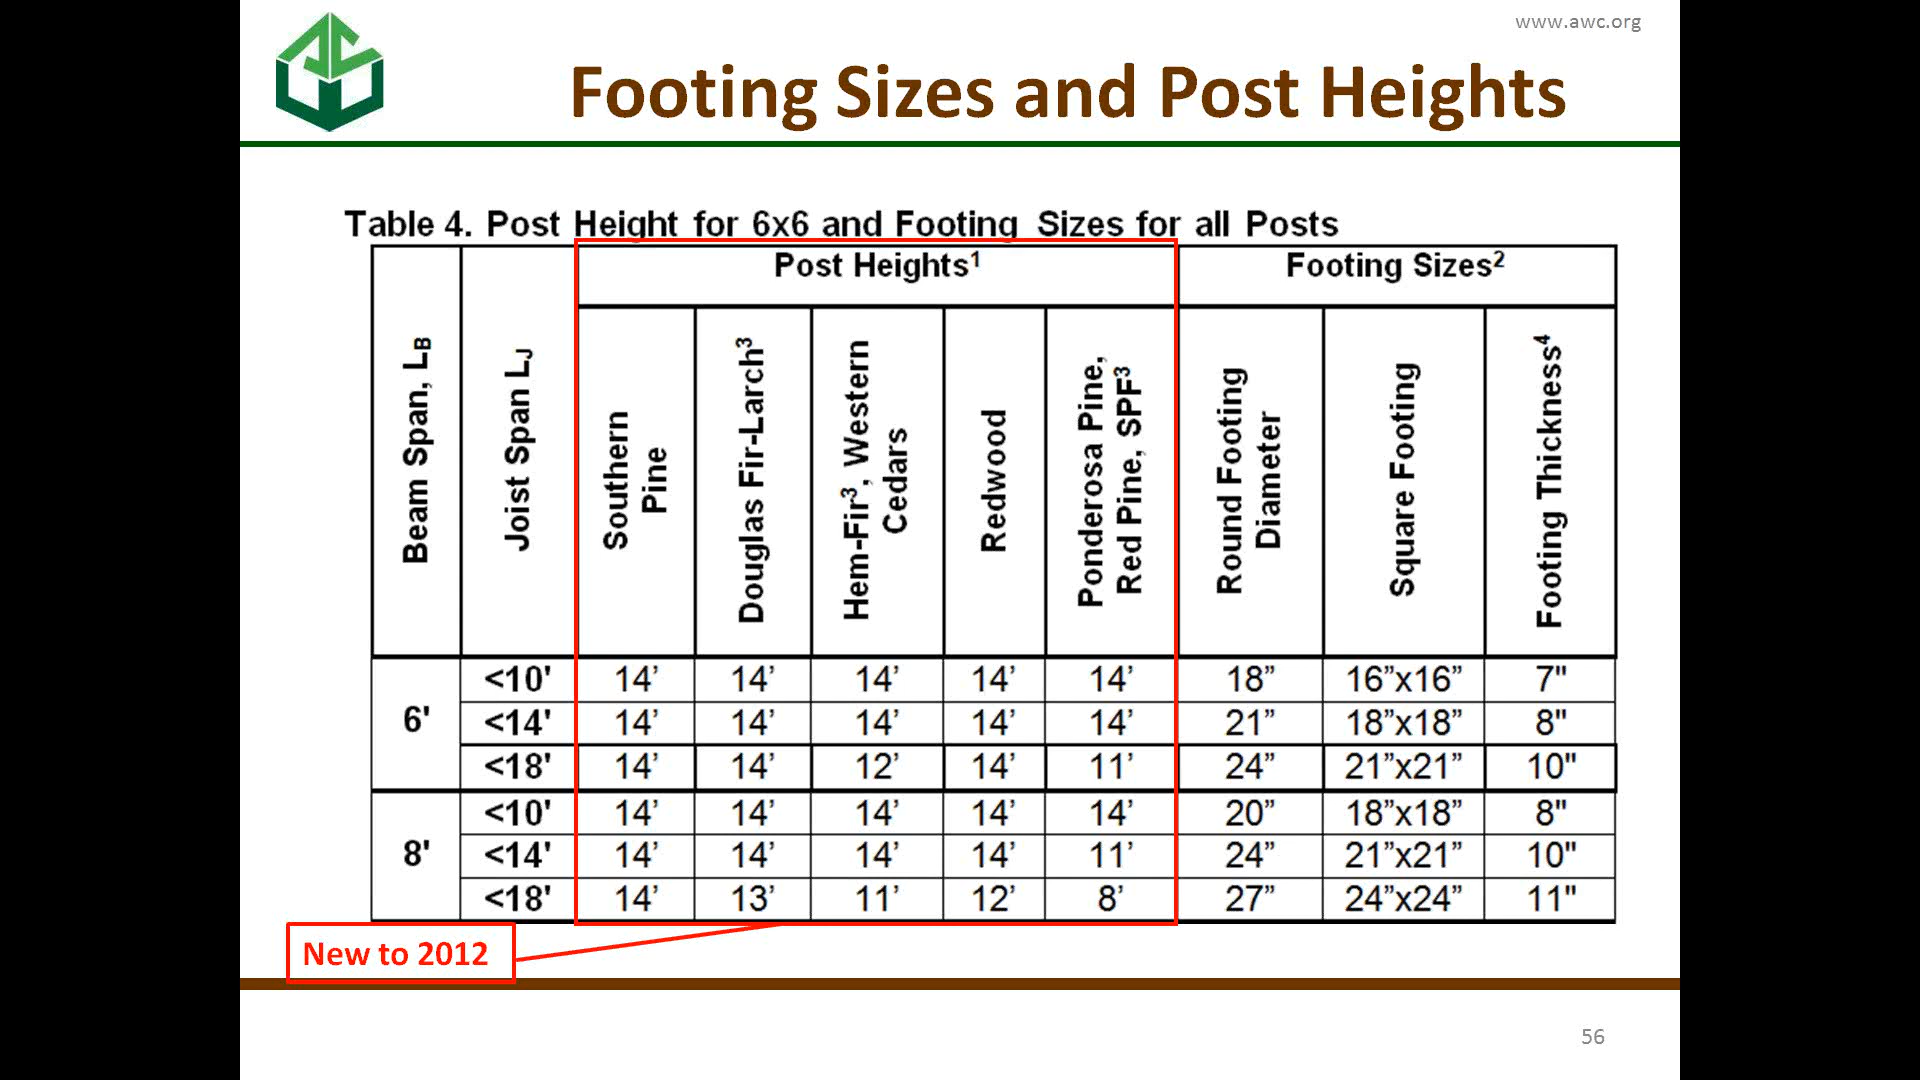 www.awc.org
Footing Sizes and Post Heights
Table 4. Post Height for 6x6 and Footing Sizes for all Posts
Beam Span, LB
Joist Span LJ
Post Heights1
Footing Sizes2
Southern
Pine
Douglas Fir-Larch3
Hem-Fir3, Western
Cedars
Redwood
Ponderosa Pine,
Red Pine, SPF3
Round Footing
Diameter
Square Footing
Footing Thickness4
6'
<10' 14’ 14’ 14’ 14’ 14’ 18” 16”x16” 7"
<14' 14’ 14’ 14’ 14’ 14’ 21” 18”x18” 8"
<18' 14’ 14’ 12’ 14’ 11’ 24” 21”x21” 10"
8'
<10' 14’ 14’ 14’ 14’ 14’ 20” 18”x18” 8"
<14' 14’ 14’ 14’ 14’ 11’ 24” 21”x21” 10"
<18' 14’ 13’ 11’ 12’ 8’ 27” 24”x24” 11"
New to 2012
56